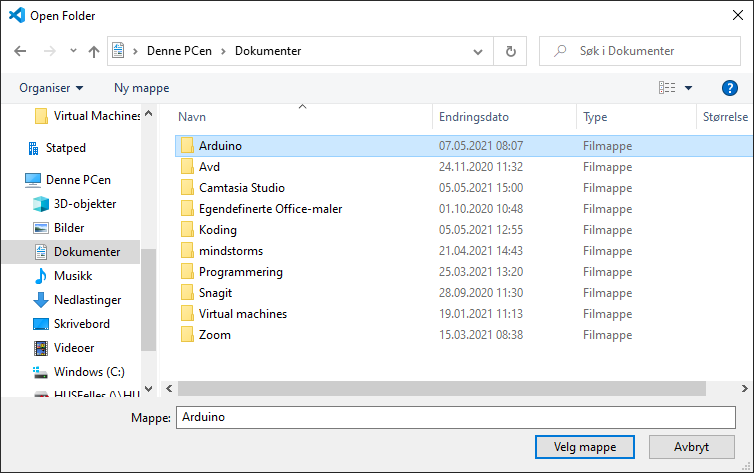 Open Folder
Denne PCen Dokumenter Søk i Dokumenter
Organiser Ny mappe
Navn Endringsdato Type Størrelse
Virtual Machines
Statped
Denne PCen
3D-objekter
Bilder
Dokumenter
Musikk
Nedlastinger
Skrivebord
Videoer
Windows (C:)
HUSFelles (\\HU
Arduino 07.05.2021 08:07 Filmappe
Avd 24.11.2020 11:32 Filmappe
Camtasia Studio 05.05.2021 15:00 Filmappe
Egendefinerte Office-maler 01.10.2020 10:48 Filmappe
Koding 05.05.2021 12:55 Filmappe
mindstorms 21.04.2021 14:43 Filmappe
Programmering 25.03.2021 13:20 Filmappe
Snagit 28.09.2020 11:30 Filmappe
Virtual machines 19.01.2021 11:13 Filmappe
Zoom 15.03.2021 08:38 Filmappe
Mappe: Arduino
Velg mappe Avbryt